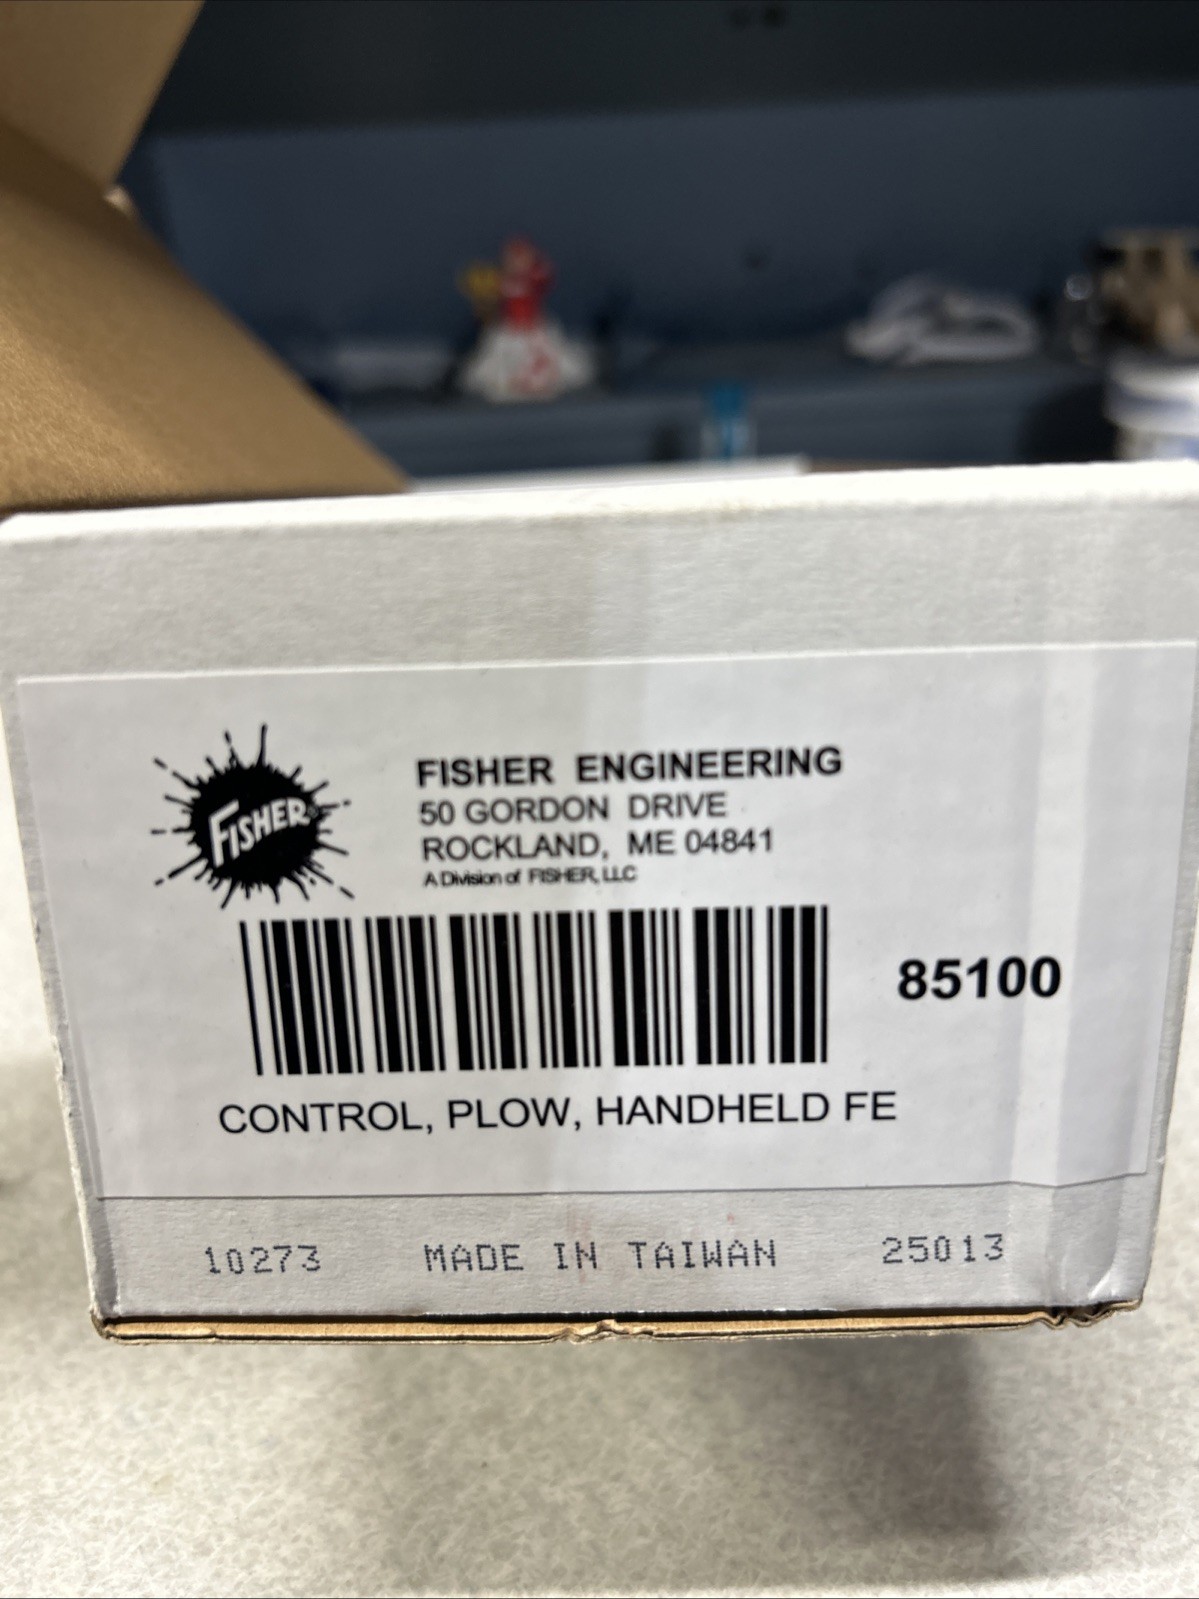 FISHER®
FISHER ENGINEERING
50 GORDON DRIVE
ROCKLAND, ME 04841
A Division of FISHER, LLC
85100
CONTROL, PLOW, HANDHELD FE
10273 MADE IN TAIWAN 25013